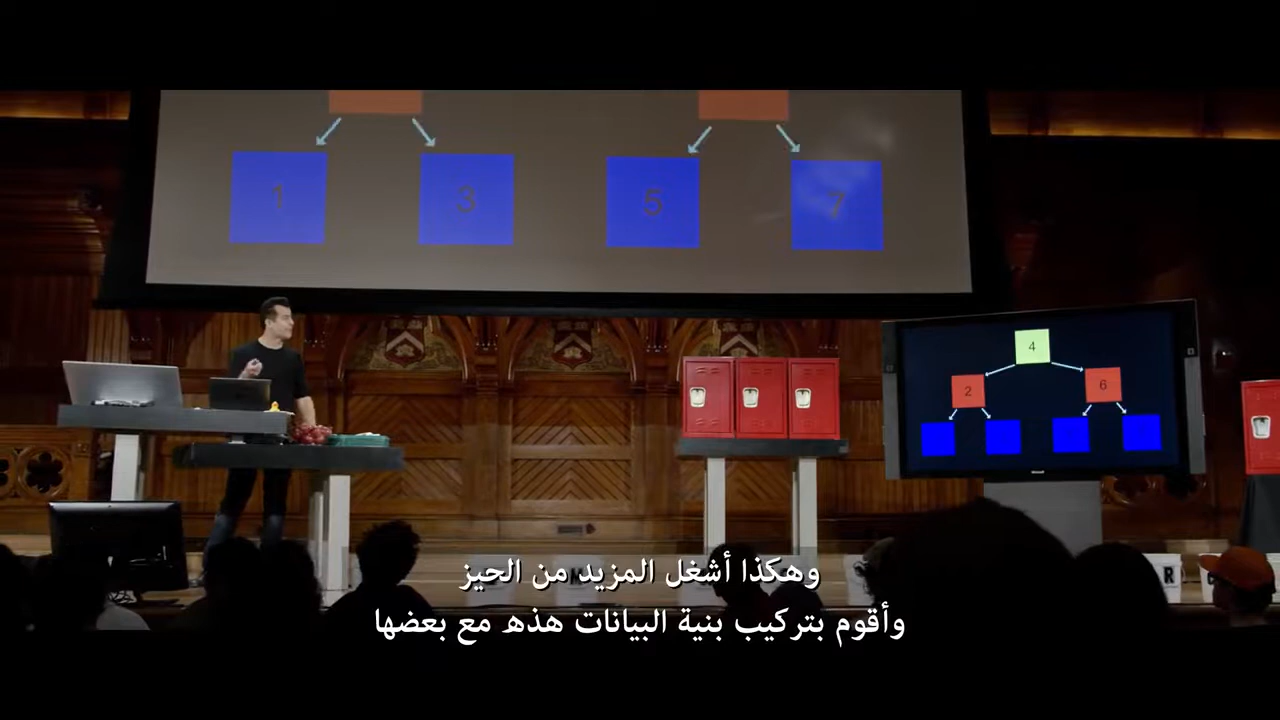 1 3 5 7
4
2 6
R
وهكذا أشغل المزيد من الحيز
وأقوم بتركيب بنية البيانات هذه مع بعضها